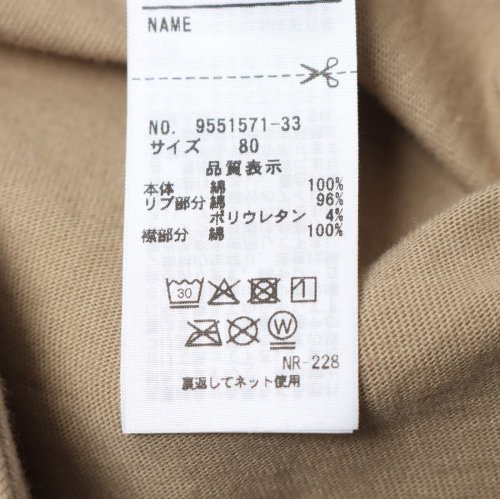 NAME
NO. 9551571-33
サイズ 80
品質表示
本体 綿 100%
リブ部分 綿 96%
ポリウレタン 4%
襟部分 綿 100%
30
W
NR-228
裏返してネット使用